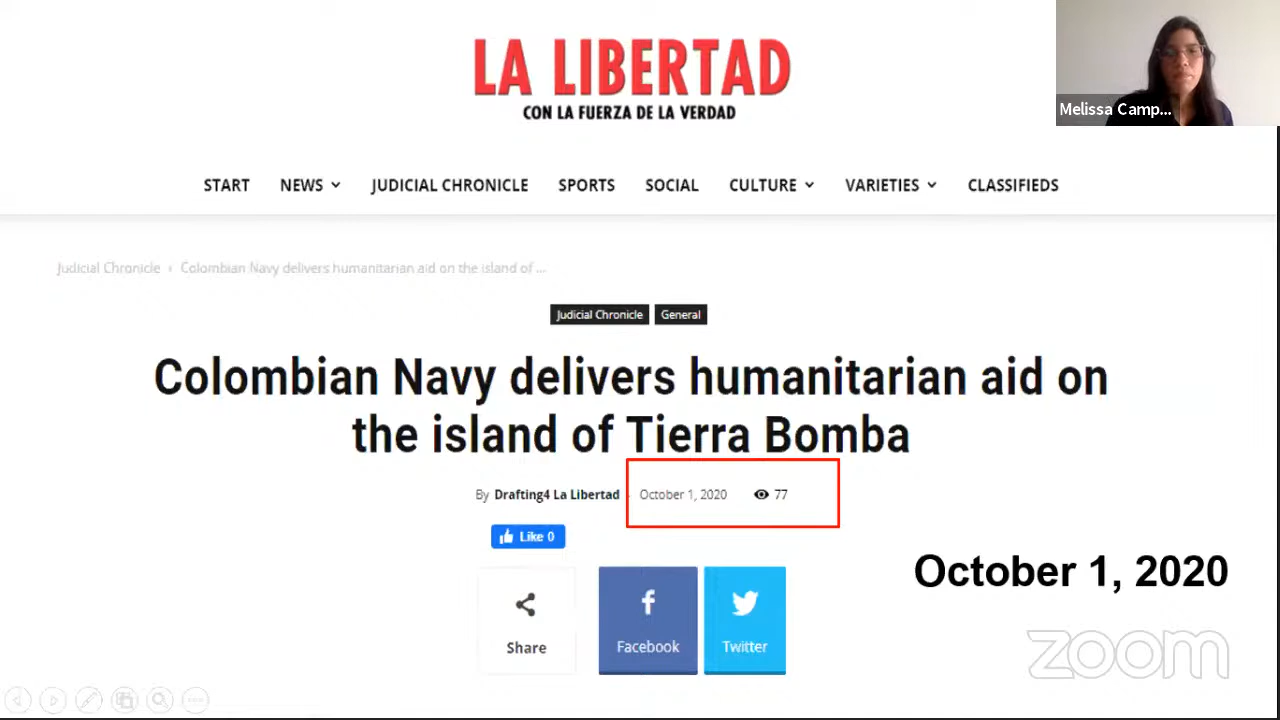 LA LIBERTAD
CON LA FUERZA DE LA VERDAD
Melissa Camp...
START NEWS JUDICIAL CHRONICLE SPORTS SOCIAL CULTURE VARIETIES CLASSIFIEDS
Judicial Chronicle › Colombian Navy delivers humanitarian aid on the island of ...
Judicial Chronicle General
Colombian Navy delivers humanitarian aid on
the island of Tierra Bomba
By Drafting4 La Libertad - October 1, 2020 77
Like 0
October 1, 2020
Share Facebook Twitter
zoom